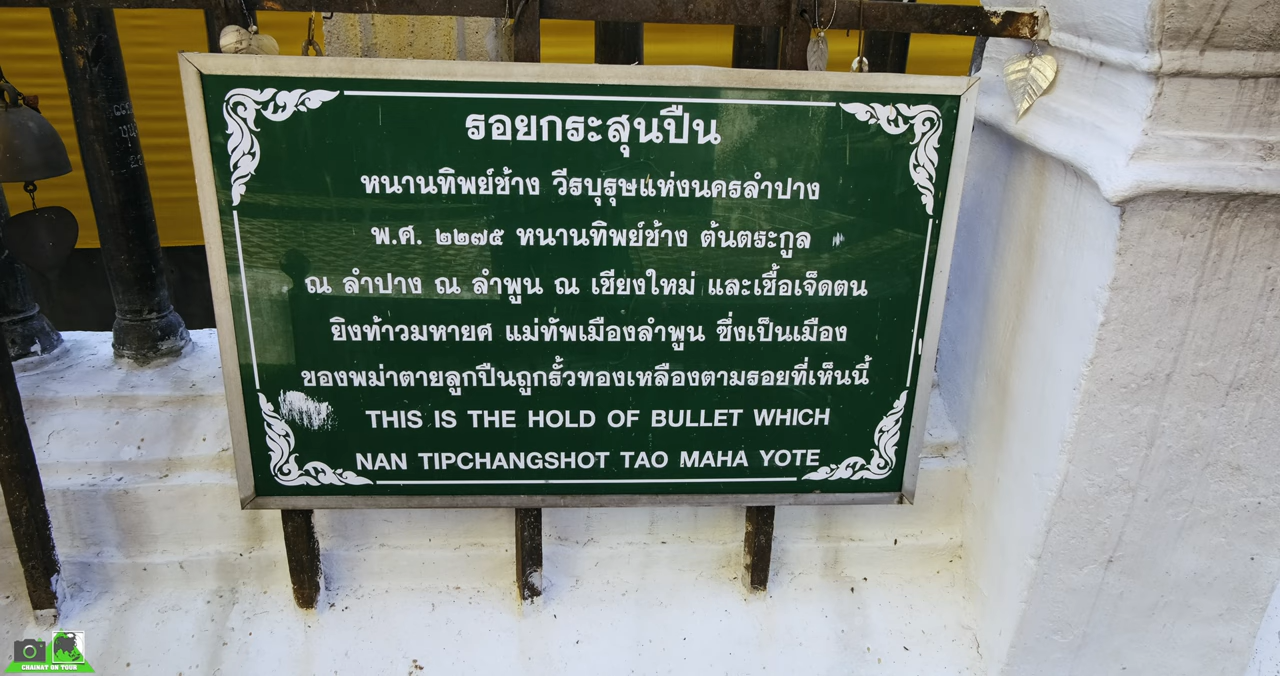 รอยกระสุนปืน
หนานทิพย์ช้าง วีรบุรุษแห่งนครลำปาง
พ.ศ. ๒๒๗๕ หนานทิพย์ช้าง ต้นตระกูล
ณ ลำปาง ณ ลำพูน ณ เชียงใหม่ และเชื้อเจ็ดตน
ยิงท้าวมหายศ แม่ทัพเมืองลำพูน ซึ่งเป็นเมือง
ของพม่าตายลูกปืนถูกรั้วทองเหลืองตามรอยที่เห็นนี้
THIS IS THE HOLD OF BULLET WHICH
NAN TIPCHANGSHOT TAO MAHA YOTE
CHAINAT ON TOUR